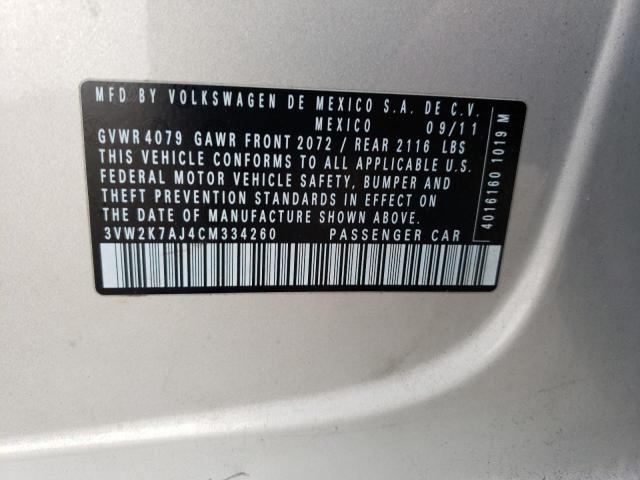 MFD BY VOLKSWAGEN DE MEXICO S.A. DE C.V.
MEXICO 09/11
GVWR 4079 GAWR FRONT 2072 / REAR 2116 LBS
THIS VEHICLE CONFORMS TO ALL APPLICABLE U.S.
FEDERAL MOTOR VEHICLE SAFETY, BUMPER AND
THEFT PREVENTION STANDARDS IN EFFECT ON
THE DATE OF MANUFACTURE SHOWN ABOVE.
3VW2K7AJ4CM334260 PASSENGER CAR
4016160 1019 M